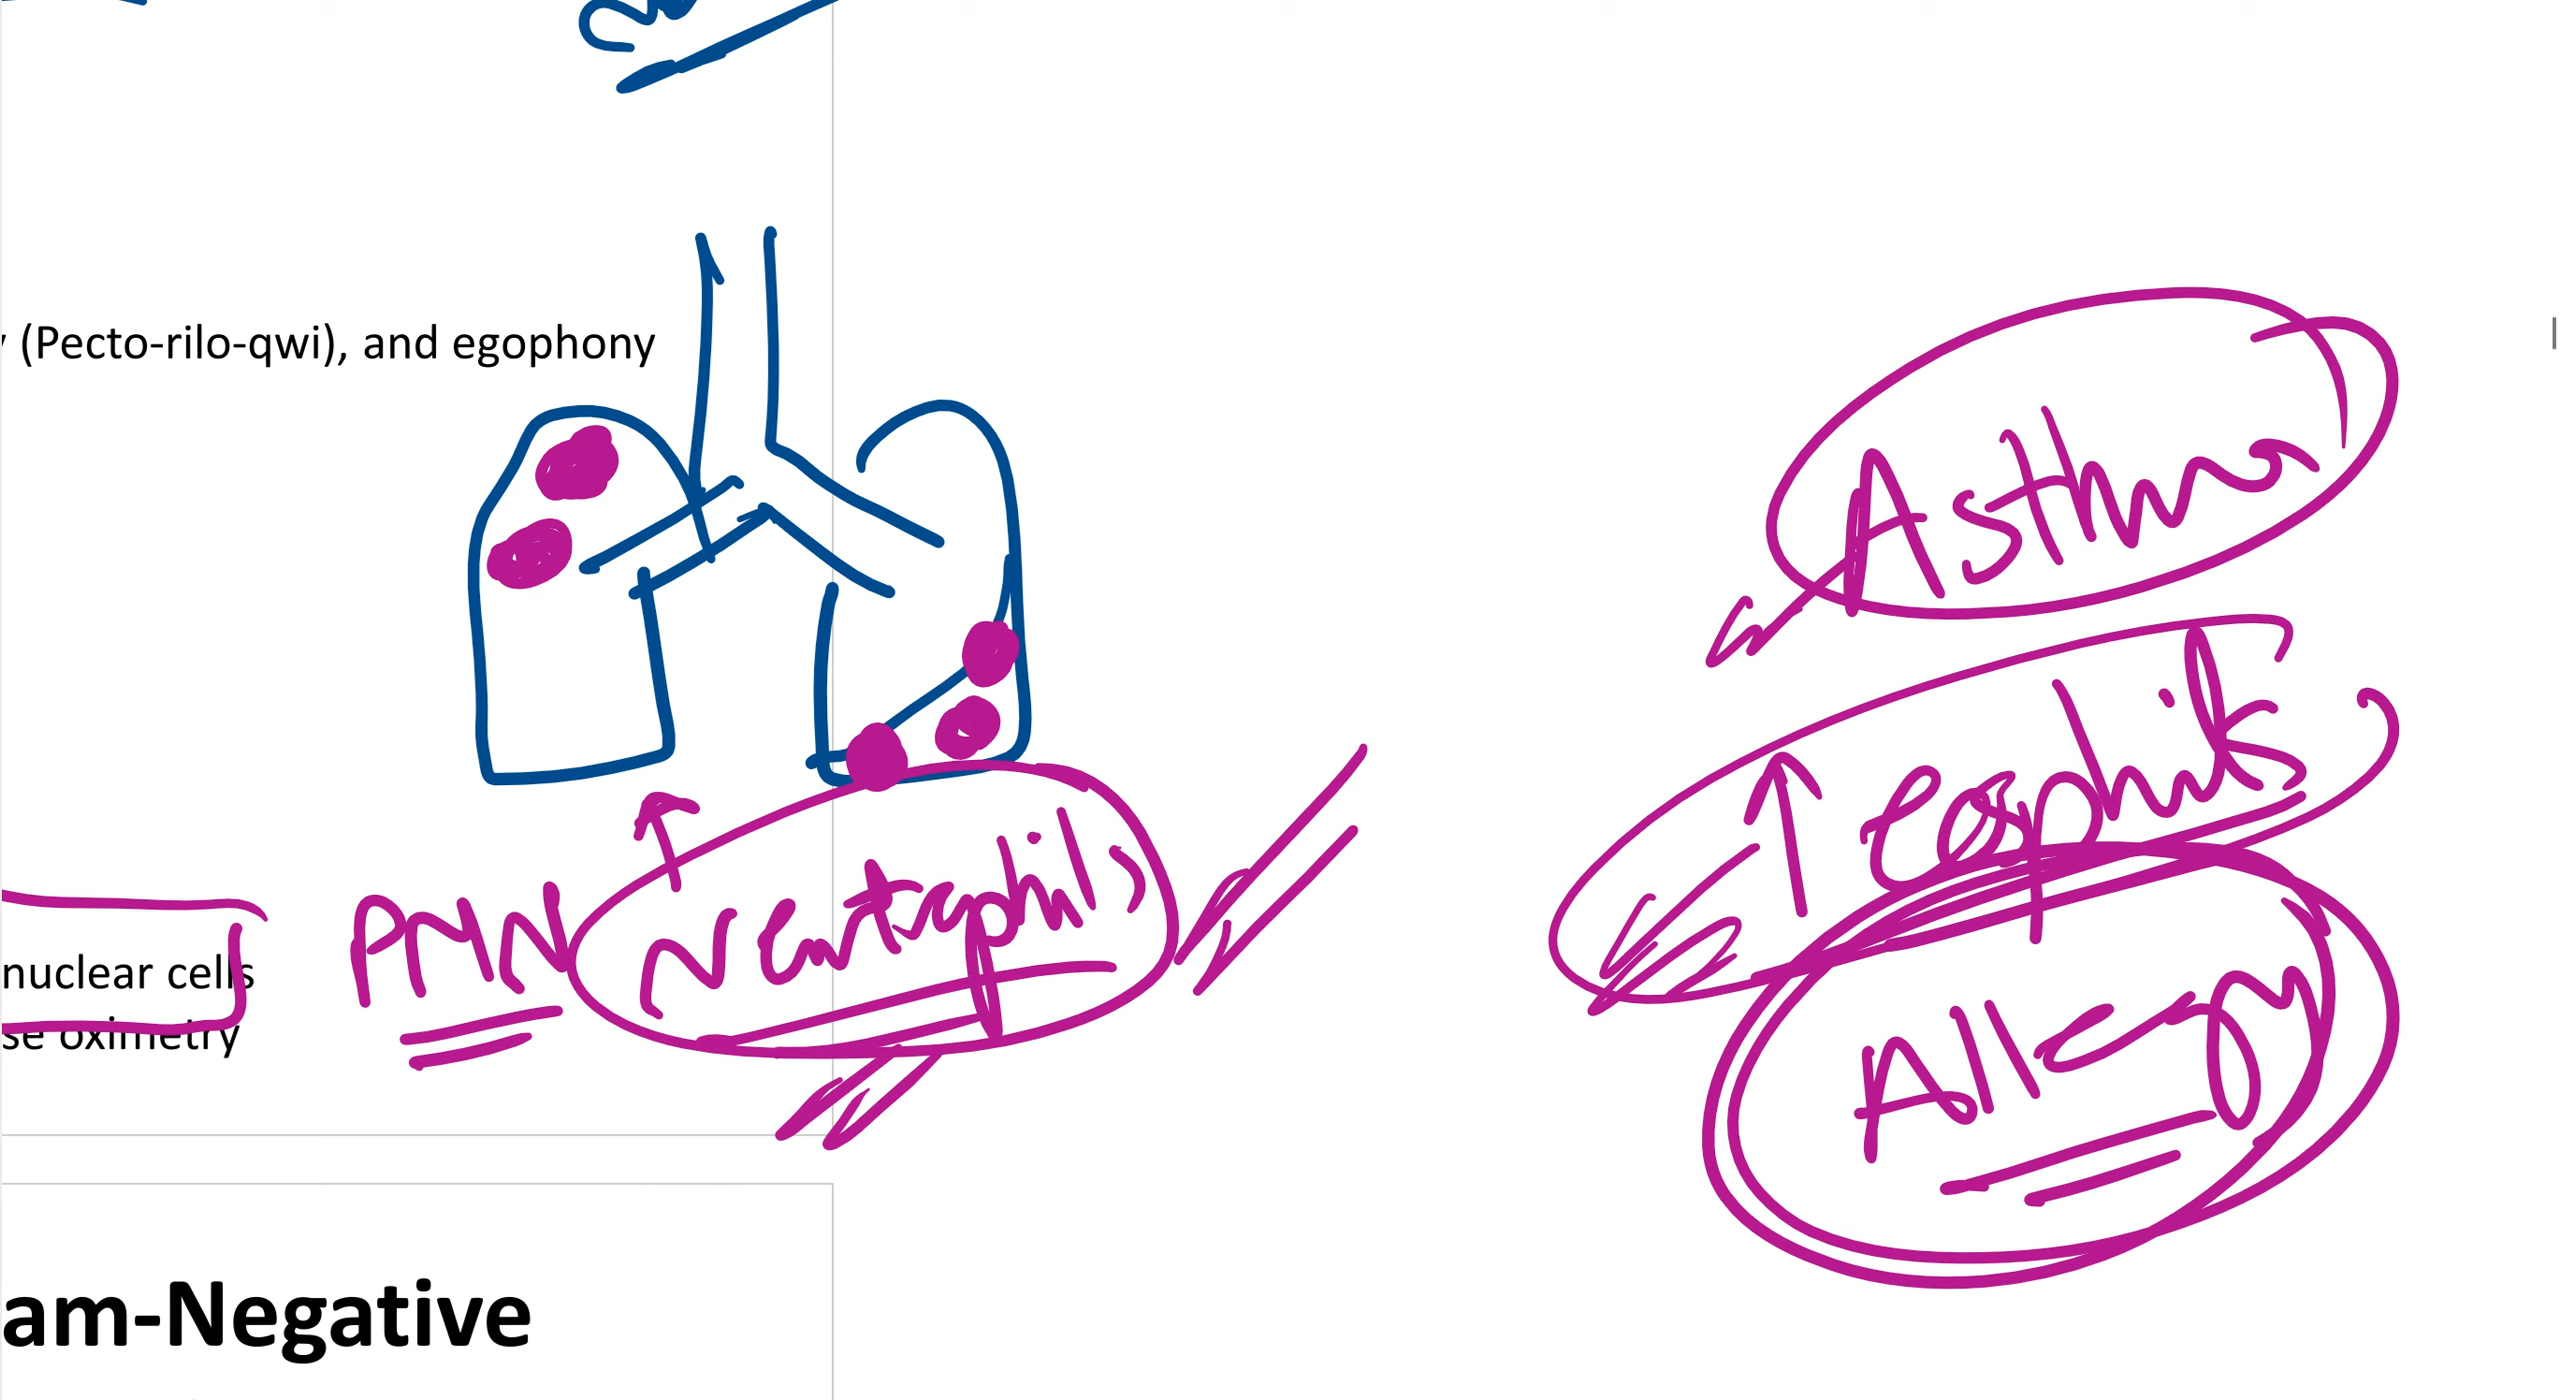 (Pecto-rilo-qwi), and egophony
Asthma
↑ eosphils
↑
PMN Neutrophils
nuclear cells
se oximetry
Allergy
am-Negative